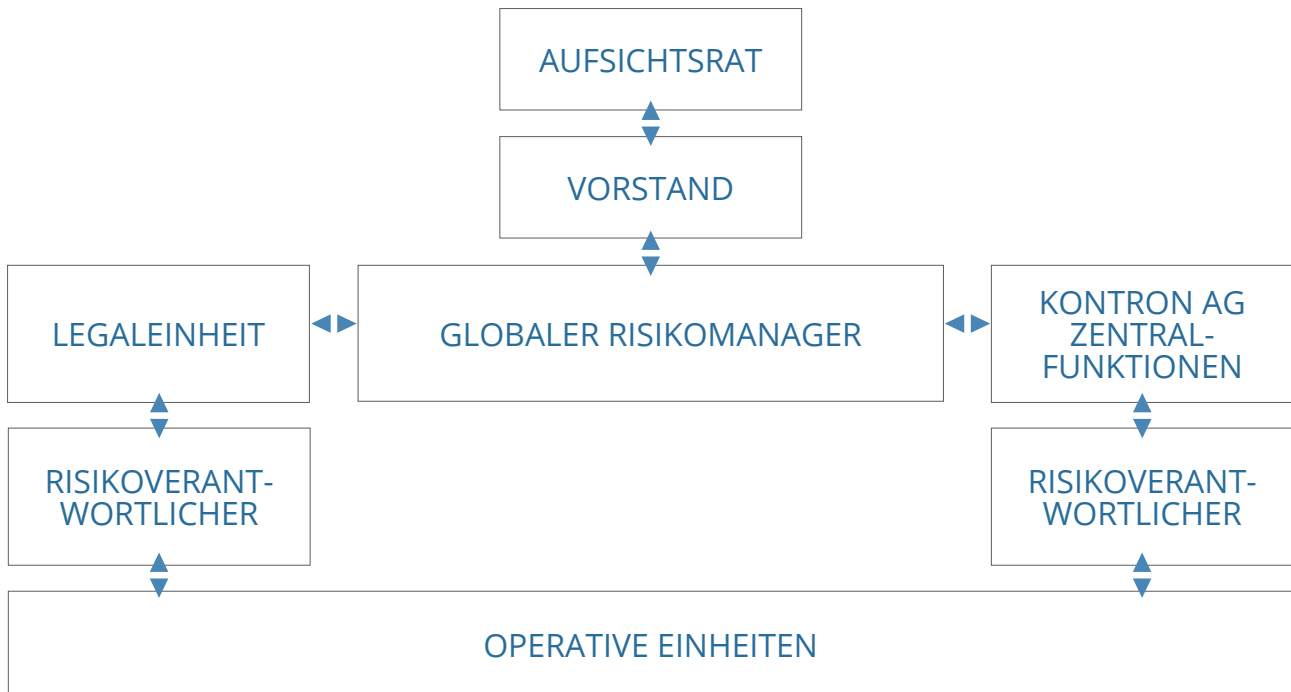 AUFSICHTSRAT
VORSTAND
LEGALEINHEIT
GLOBALER RISIKOMANAGER
KONTRON AG
ZENTRAL-
FUNKTIONEN
RISIKOVERANT-
WORTLICHER
RISIKOVERANT-
WORTLICHER
OPERATIVE EINHEITEN